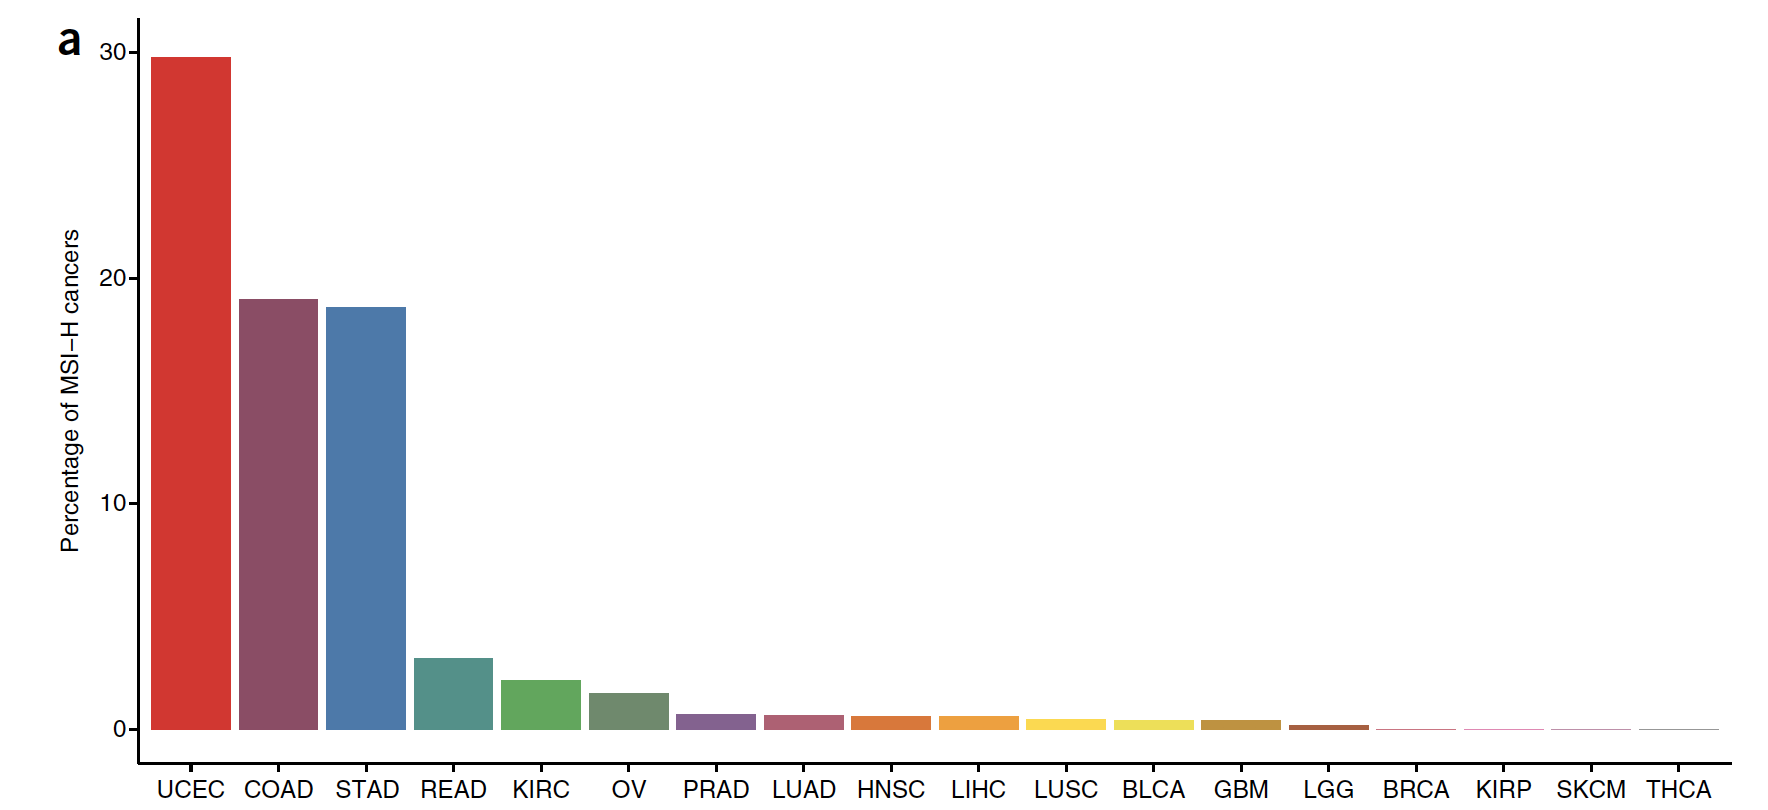 a
Percentage of MSI−H cancers
30
20
10
0
UCEC COAD STAD READ KIRC OV PRAD LUAD HNSC LIHC LUSC BLCA GBM LGG BRCA KIRP SKCM THCA